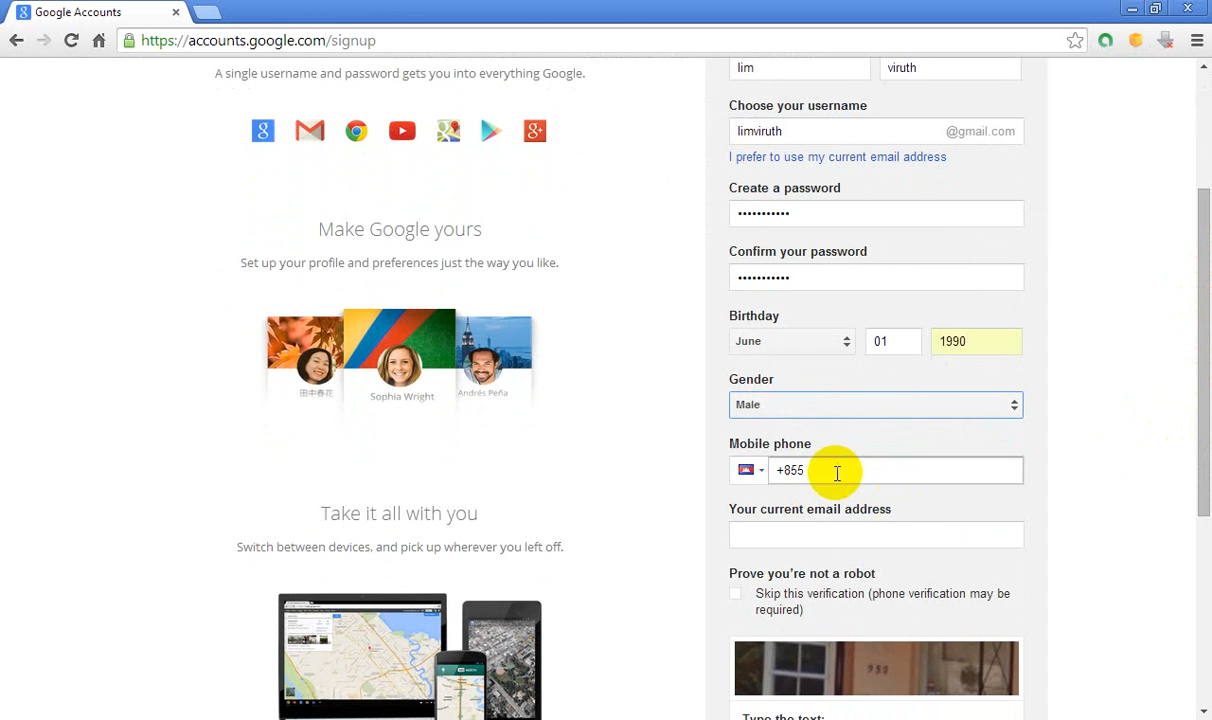 Google Accounts
https://accounts.google.com/signup
A single username and password gets you into everything Google.
Make Google yours
Set up your profile and preferences just the way you like.
田中春花
Sophia Wright
Andrés Peña
Take it all with you
Switch between devices, and pick up wherever you left off.
lim
viruth
Choose your username
limviruth
@gmail.com
I prefer to use my current email address
Create a password
•••••••••••
Confirm your password
•••••••••••
Birthday
June
01
1990
Gender
Male
Mobile phone
+855
Your current email address
Prove you're not a robot
Skip this verification (phone verification may be
required)
Type the text: